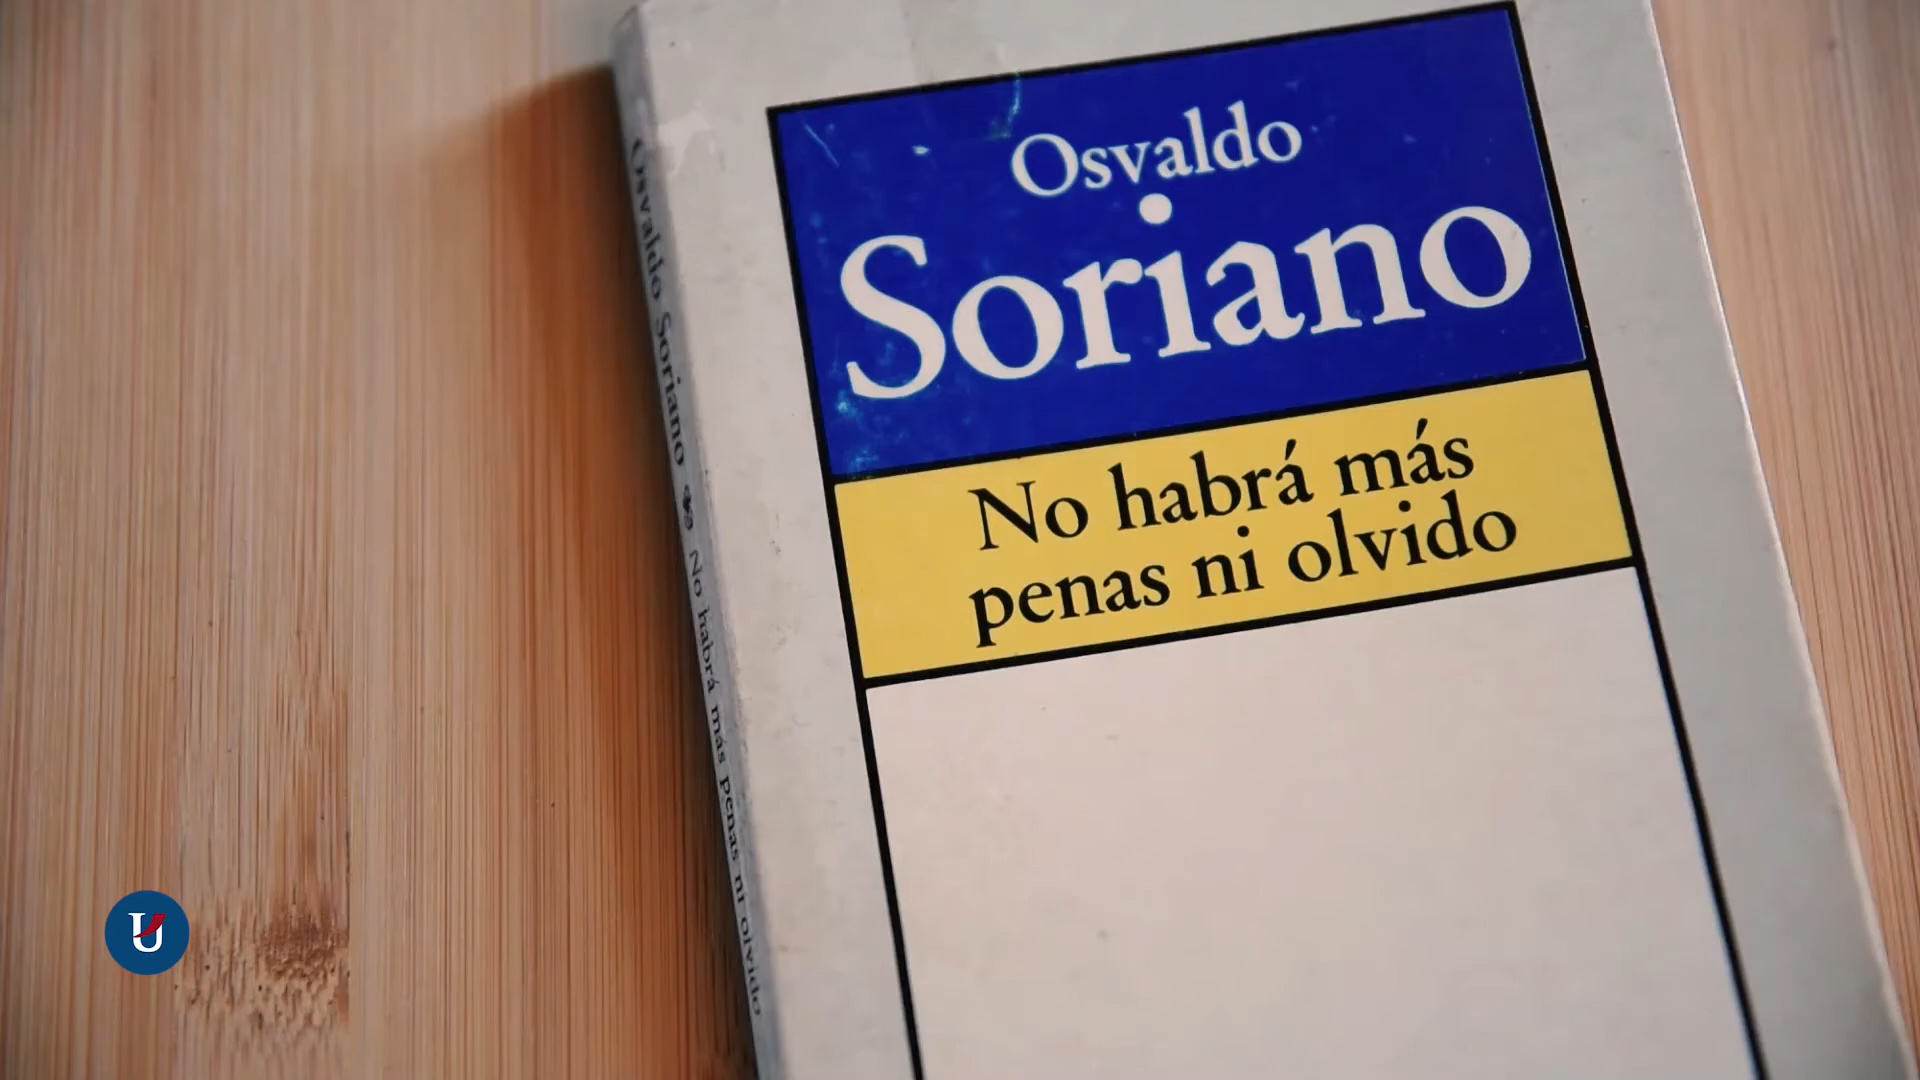 Osvaldo
Soriano
No habrá más
penas ni olvido
Osvaldo Soriano No habrá más penas ni olvido
U